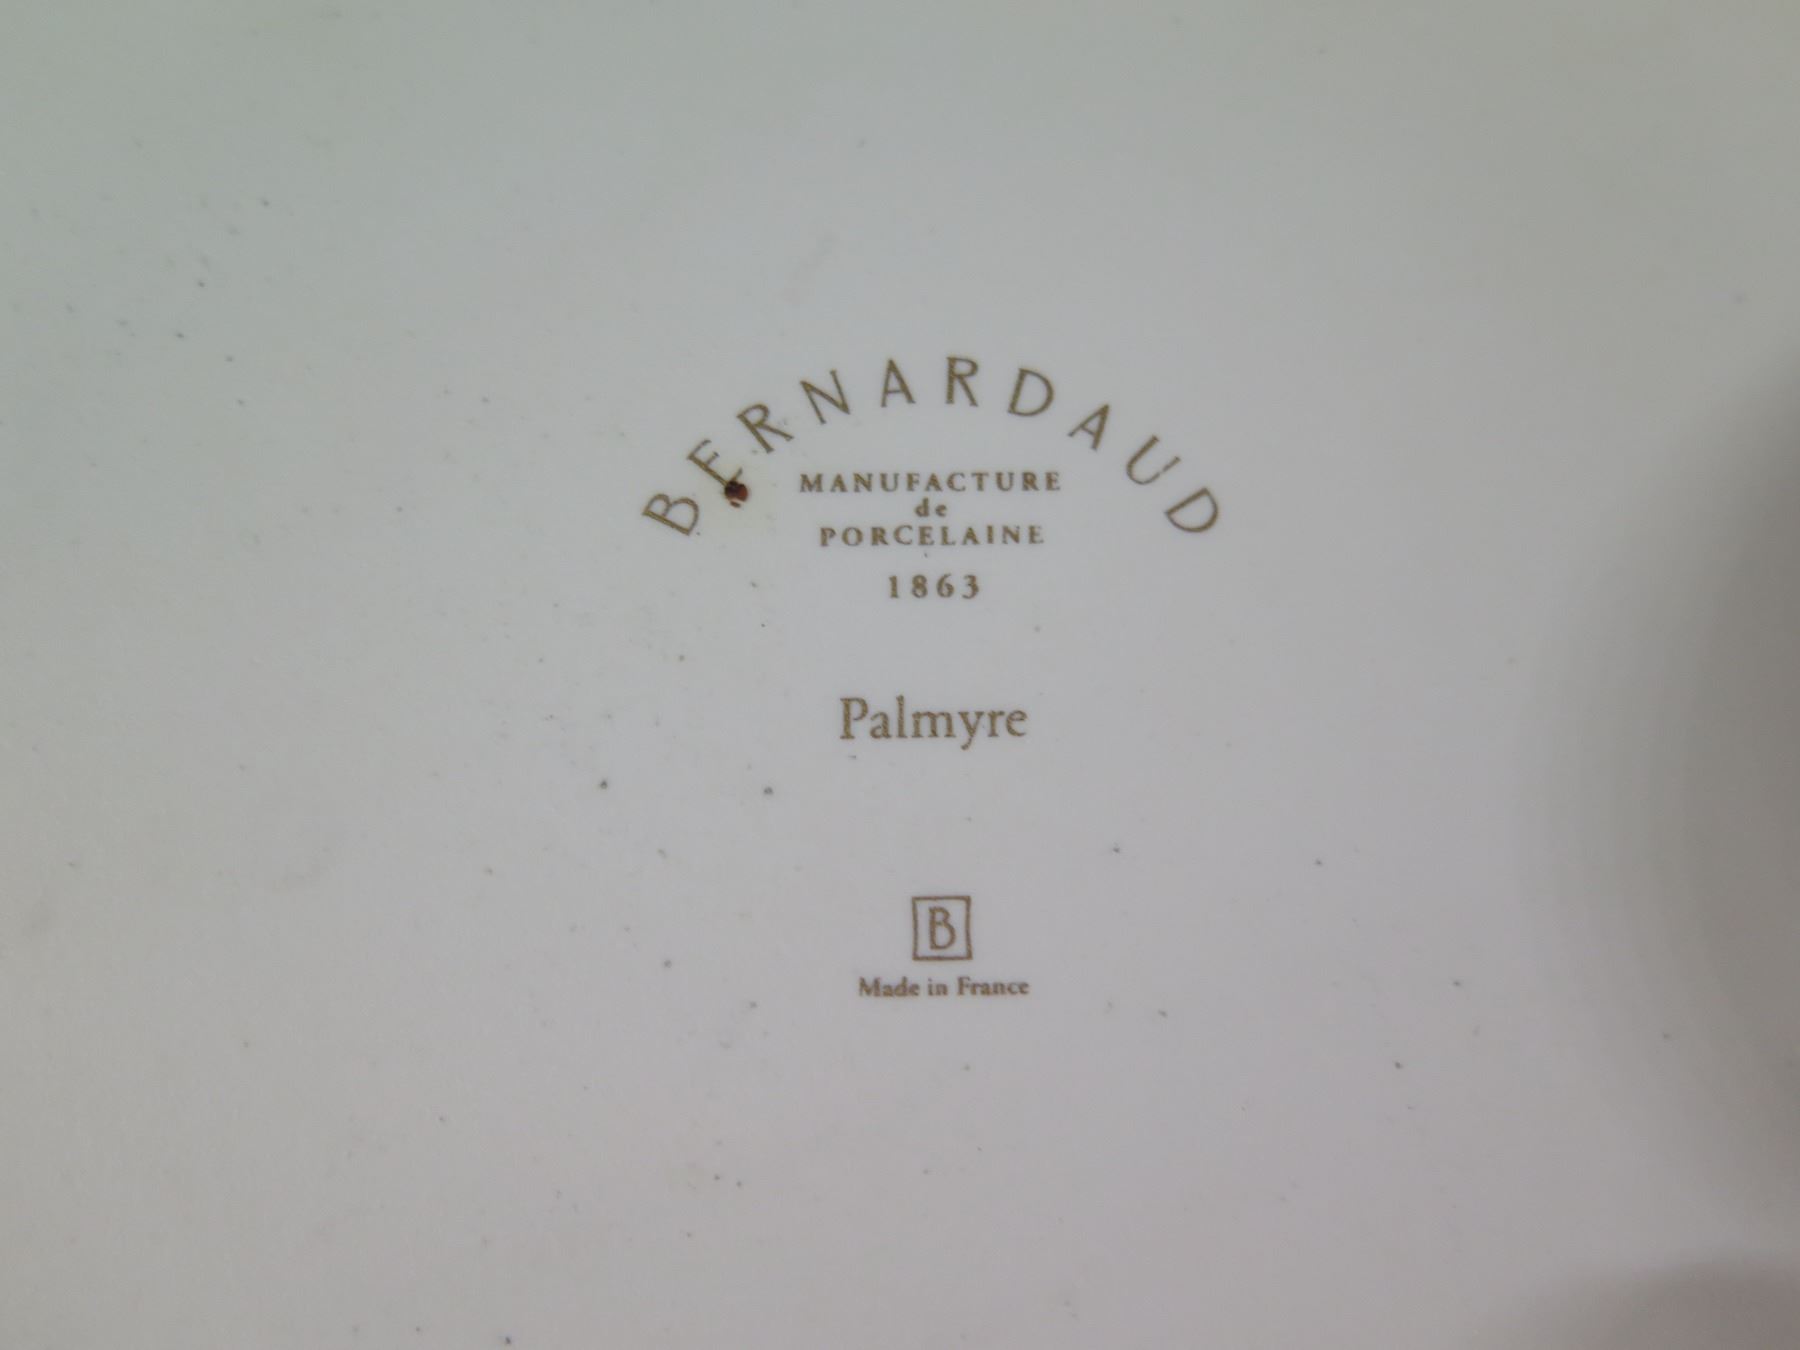 BERNARDAUD
MANUFACTURE
de
PORCELAINE
1863
Palmyre
B
Made in France